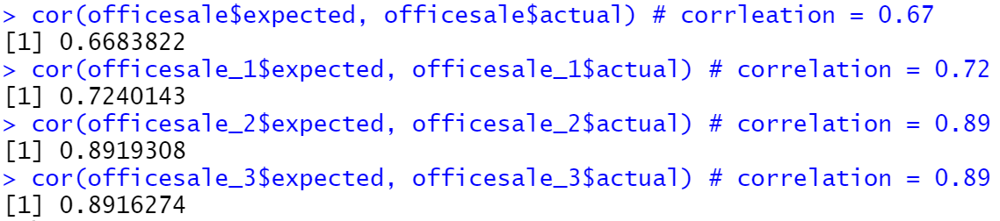 > cor(officesale$expected, officesale$actual) # corrleation = 0.67
[1] 0.6683822
> cor(officesale_1$expected, officesale_1$actual) # correlation = 0.72
[1] 0.7240143
> cor(officesale_2$expected, officesale_2$actual) # correlation = 0.89
[1] 0.8919308
> cor(officesale_3$expected, officesale_3$actual) # correlation = 0.89
[1] 0.8916274